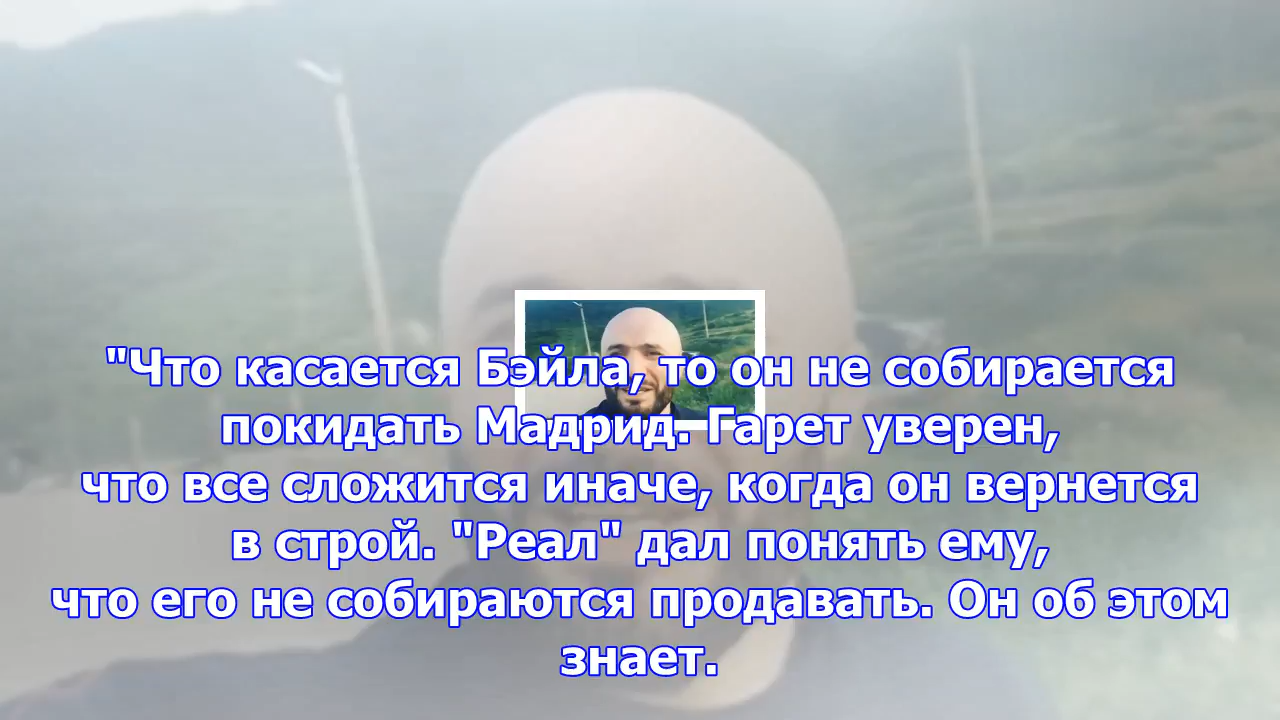 "Что касается Бэйла, то он не собирается
покидать Мадрид. Гарет уверен,
что все сложится иначе, когда он вернется
в строй. "Реал" дал понять ему,
что его не собираются продавать. Он об этом
знает.